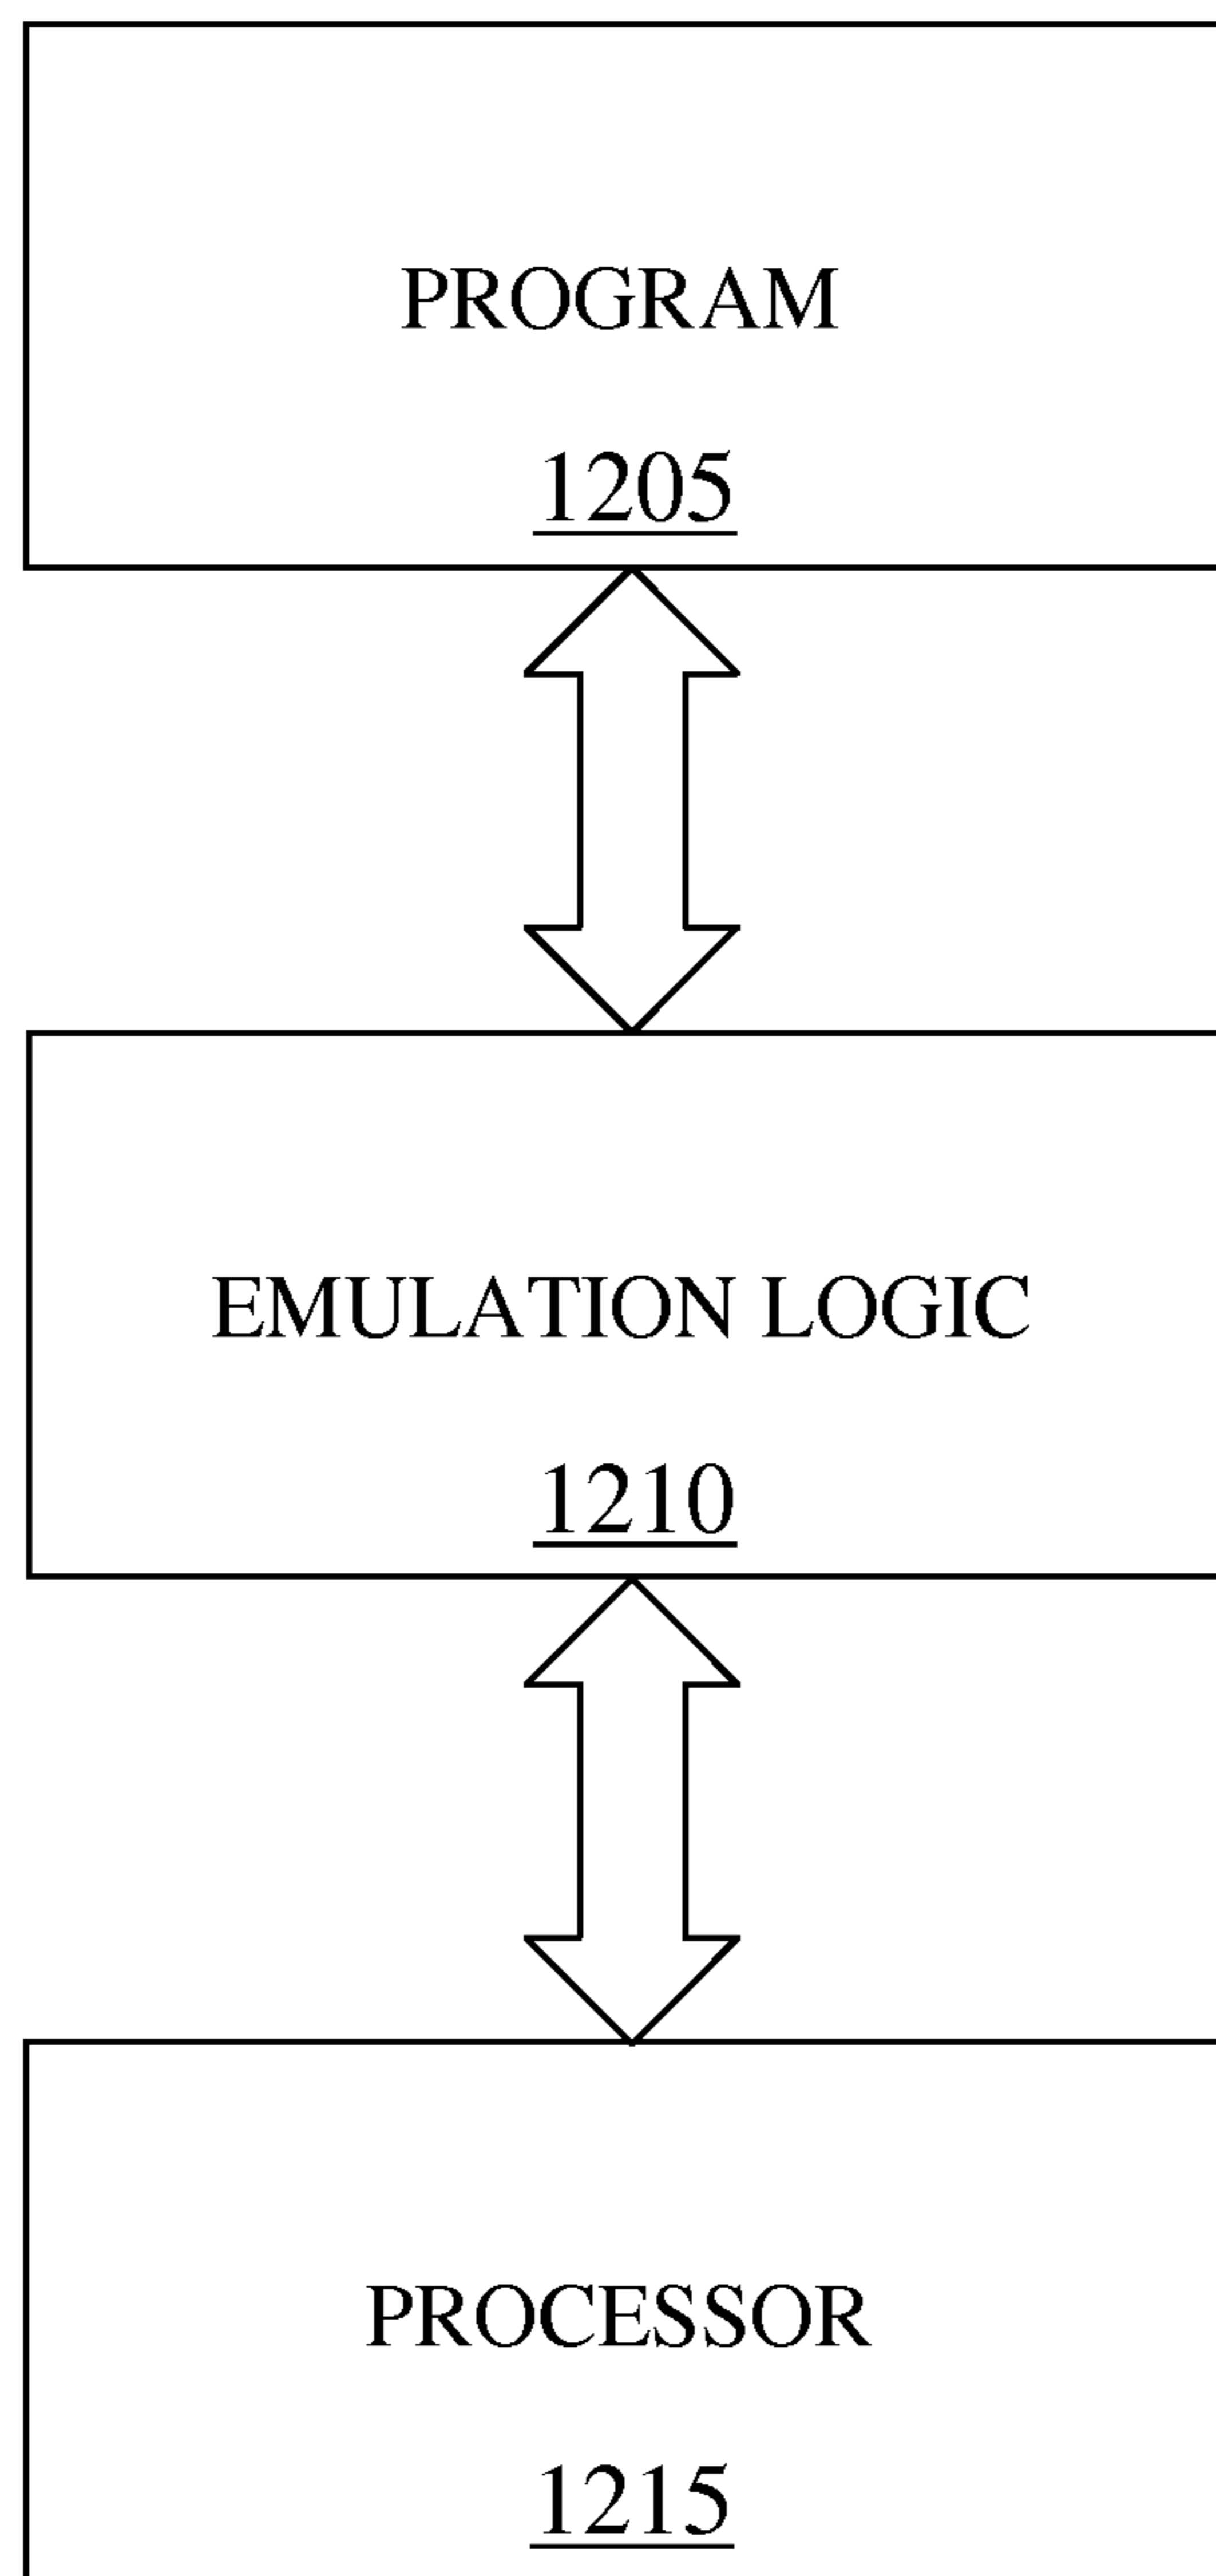 PROGRAM
1205
EMULATION LOGIC
1210
PROCESSOR
1215